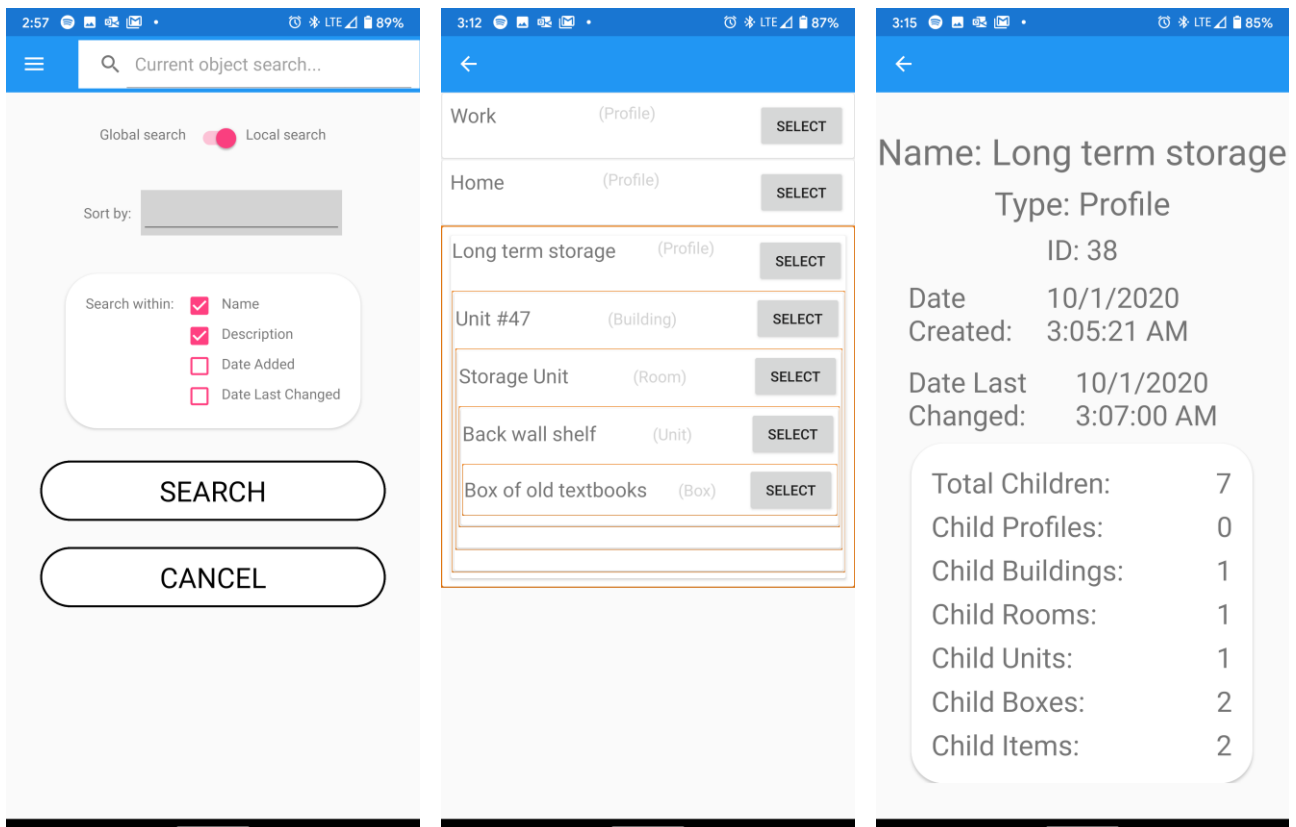 2:57 LTE 89%
Current object search...
Global search Local search
Sort by:
Search within: Name
Description
Date Added
Date Last Changed
SEARCH
CANCEL
3:12 LTE 87%
Work (Profile) SELECT
Home (Profile) SELECT
Long term storage (Profile) SELECT
Unit #47 (Building) SELECT
Storage Unit (Room) SELECT
Back wall shelf (Unit) SELECT
Box of old textbooks (Box) SELECT
3:15 LTE 85%
Name: Long term storage
Type: Profile
ID: 38
Date 10/1/2020
Created: 3:05:21 AM
Date Last 10/1/2020
Changed: 3:07:00 AM
Total Children: 7
Child Profiles: 0
Child Buildings: 1
Child Rooms: 1
Child Units: 1
Child Boxes: 2
Child Items: 2